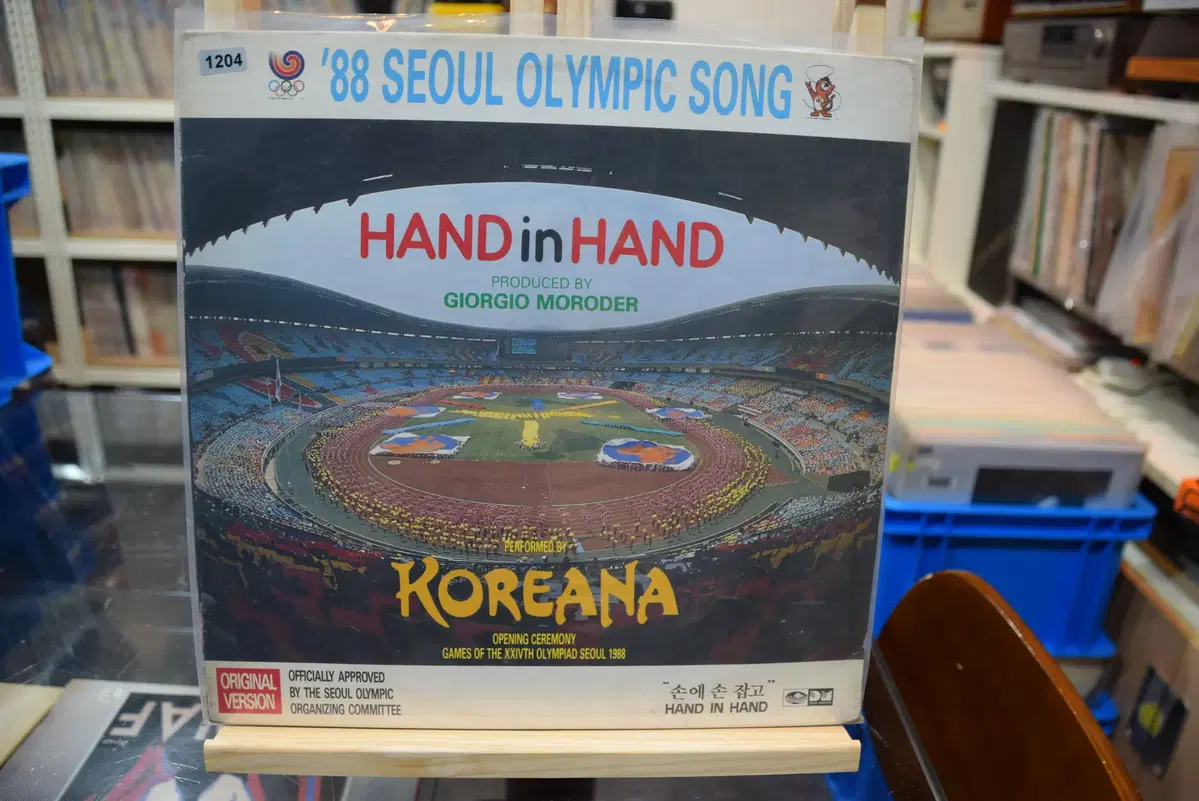 1204
'88 SEOUL OLYMPIC SONG
HAND in HAND
PRODUCED BY
GIORGIO MORODER
PERFORMED BY
KOREANA
OPENING CEREMONY
GAMES OF THE XXIVTH OLYMPIAD SEOUL 1988
ORIGINAL
VERSION
OFFICIALLY APPROVED
BY THE SEOUL OLYMPIC
ORGANIZING COMMITTEE
"손에 손 잡고"
HAND IN HAND